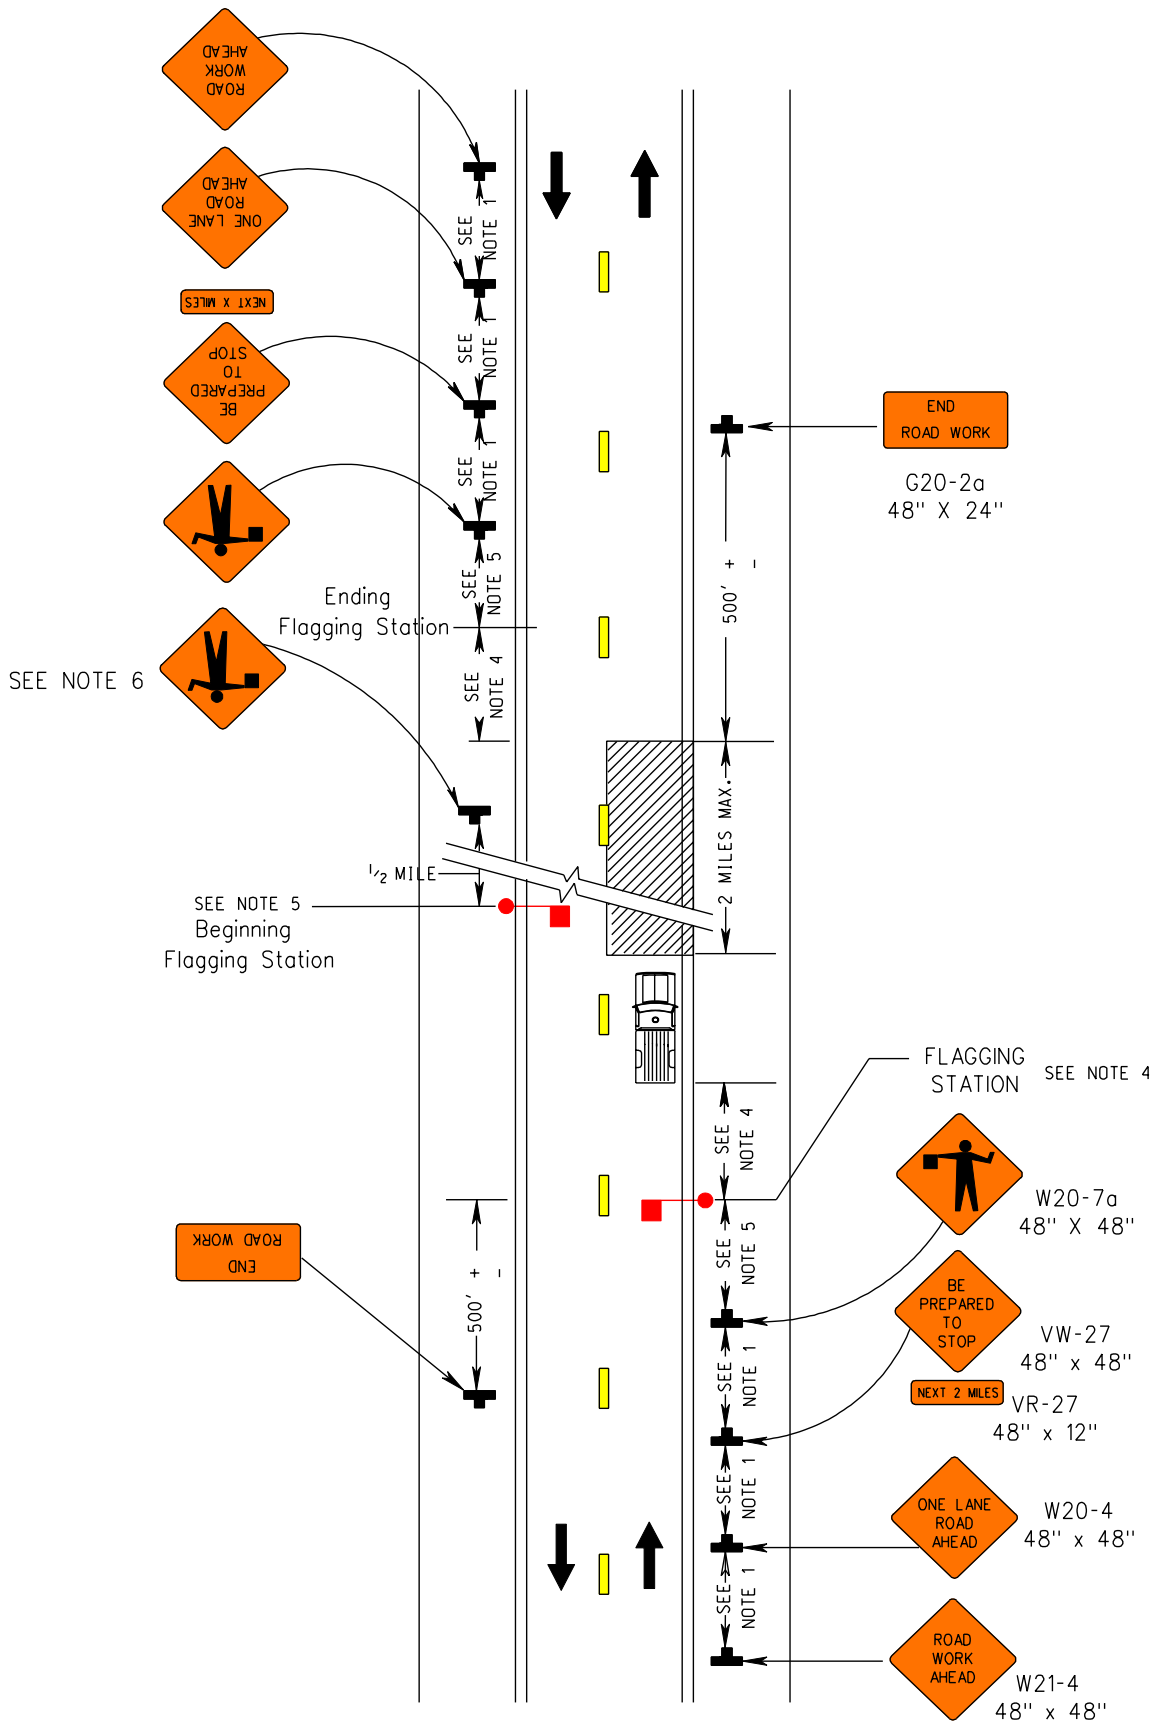 ROAD
WORK
AHEAD
ONE LANE
ROAD
AHEAD
NEXT X MILES
BE
PREPARED
TO
STOP
SEE
NOTE 1
SEE
NOTE 1
SEE
NOTE 1
SEE
NOTE 5
Ending
Flagging Station
SEE
NOTE 4
SEE NOTE 6
1/2 MILE
SEE NOTE 5
Beginning
Flagging Station
END
ROAD WORK
500' +
-
END
ROAD WORK
G20-2a
48" X 24"
500' +
-
2 MILES MAX.
FLAGGING
STATION
SEE NOTE 4
SEE
NOTE 4
SEE
NOTE 5
SEE
NOTE 1
SEE
NOTE 1
SEE
NOTE 1
W20-7a
48" X 48"
BE
PREPARED
TO
STOP
VW-27
48" x 48"
NEXT 2 MILES
VR-27
48" x 12"
ONE LANE
ROAD
AHEAD
W20-4
48" x 48"
ROAD
WORK
AHEAD
W21-4
48" x 48"